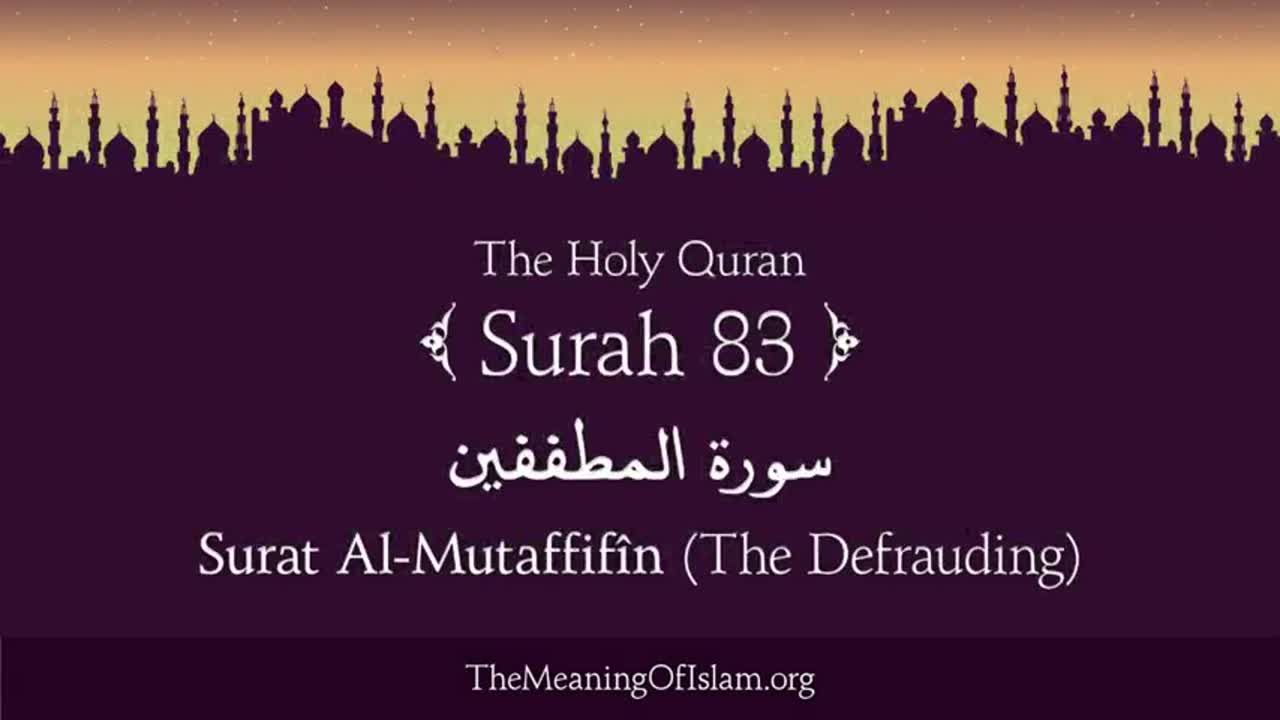 The Holy Quran
Surah 83
سورة المطففين
Surat Al-Mutaffifîn (The Defrauding)
TheMeaningOfIslam.org